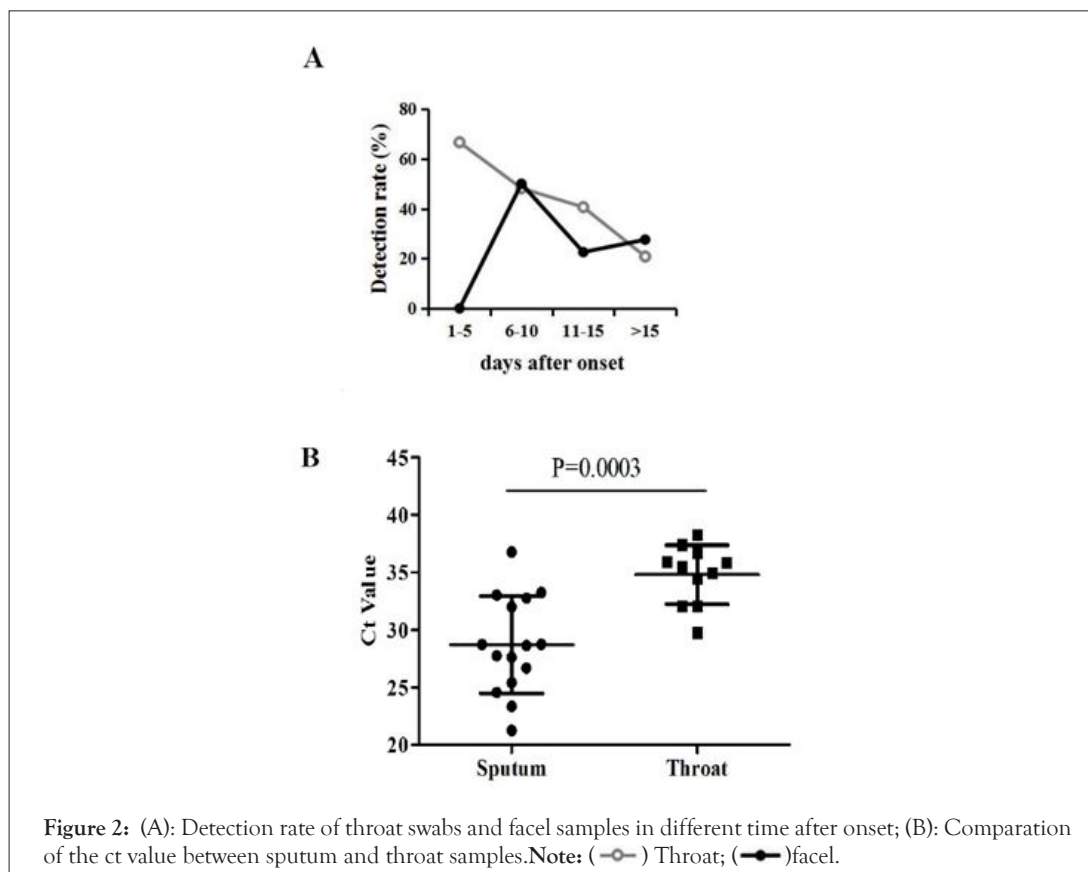 A
80
60
40
20
0
Detection rate (%)
1-5 6-10 11-15 >15
days after onset
B
P=0.0003
45
40
35
30
25
20
Ct Value
Sputum Throat
Figure 2: (A): Detection rate of throat swabs and facel samples in different time after onset; (B): Comparation
of the ct value between sputum and throat samples.Note: ( ) Throat; ( )facel.